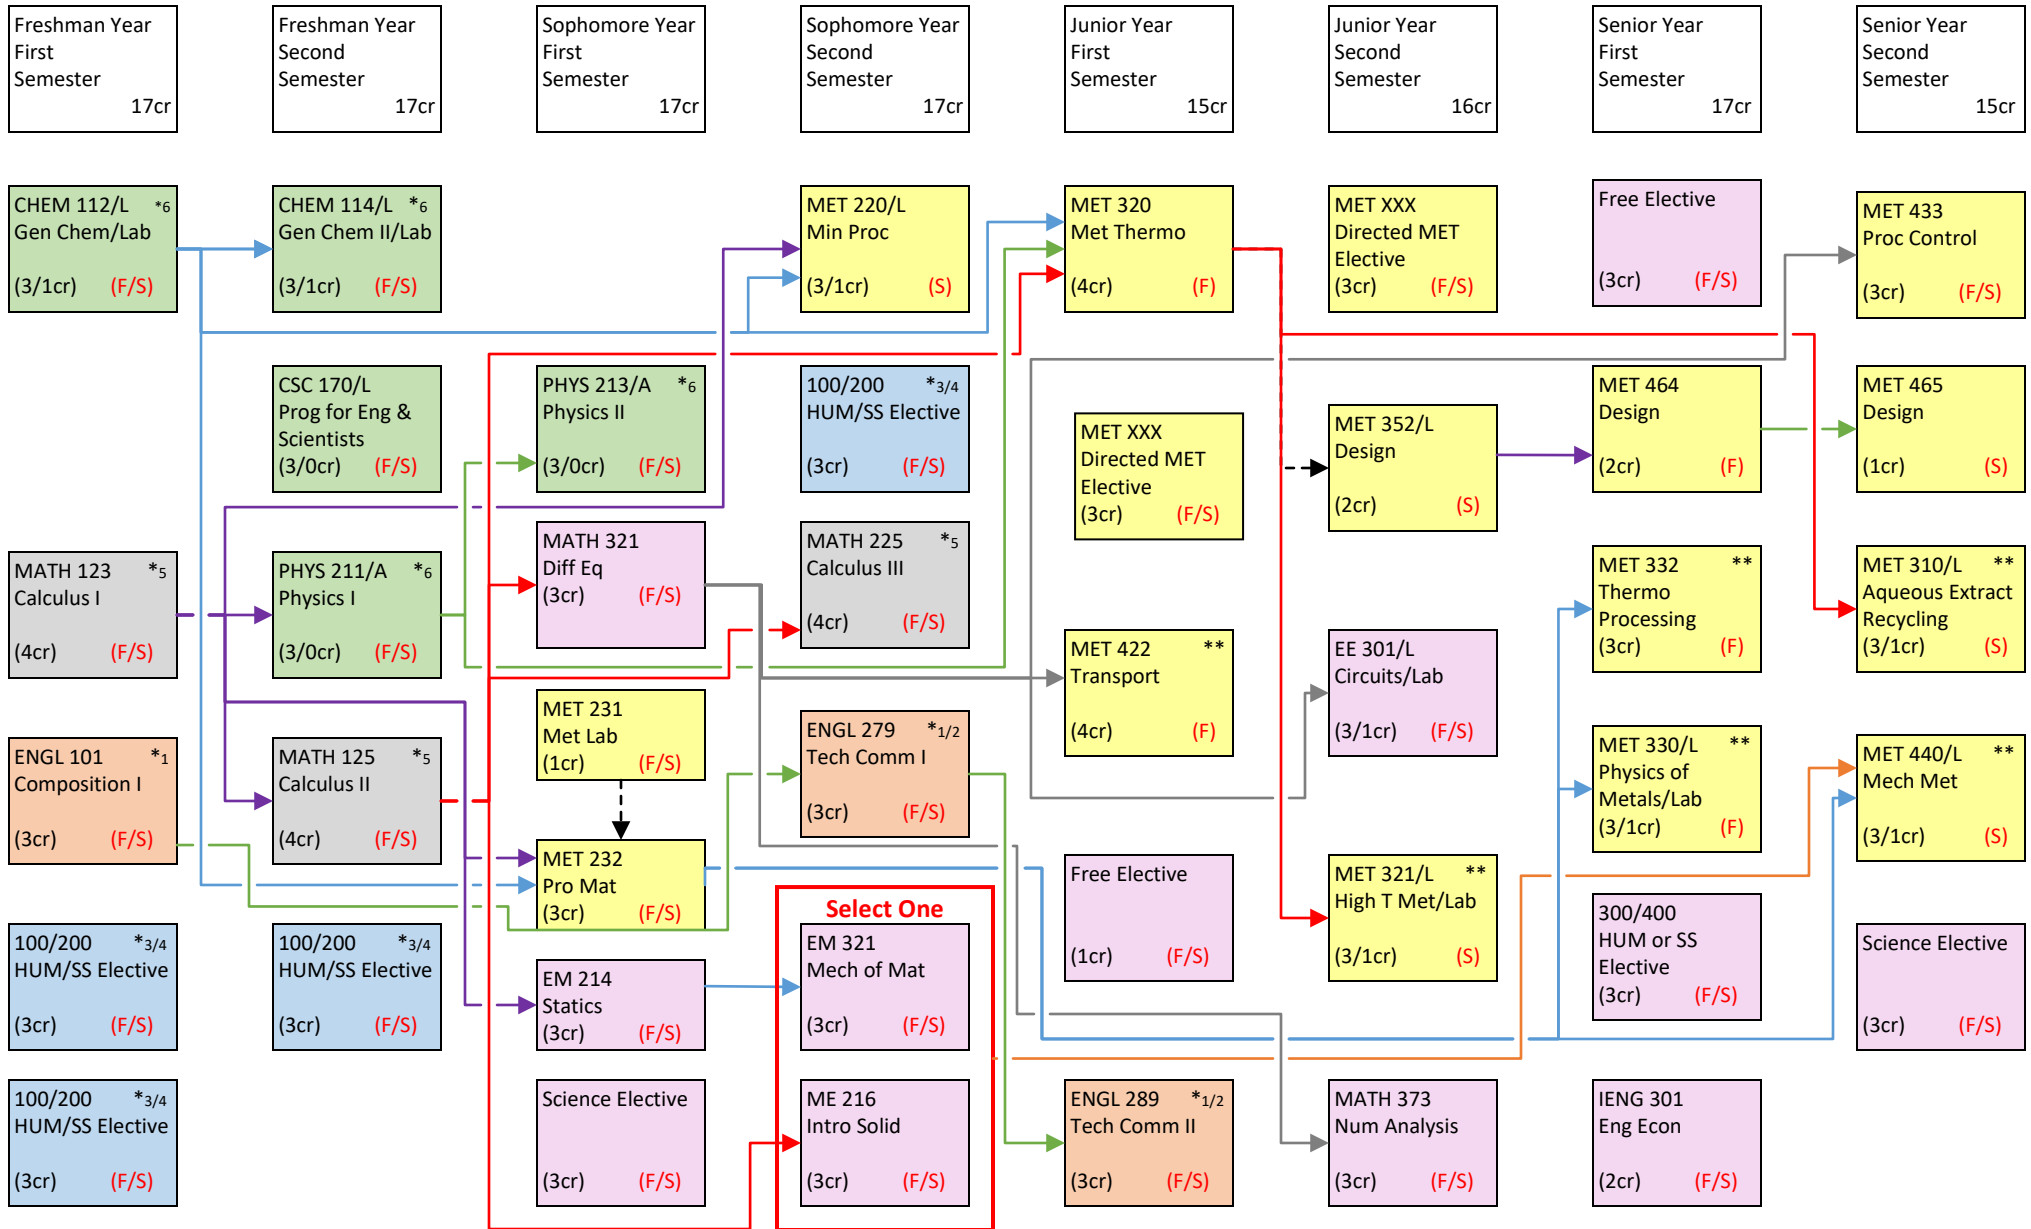 Freshman Year
First
Semester
17cr
Freshman Year
Second
Semester
17cr
Sophomore Year
First
Semester
17cr
Sophomore Year
Second
Semester
17cr
Junior Year
First
Semester
15cr
Junior Year
Second
Semester
16cr
Senior Year
First
Semester
17cr
Senior Year
Second
Semester
15cr
CHEM 112/L *6
Gen Chem/Lab
(3/1cr) (F/S)
CHEM 114/L *6
Gen Chem II/Lab
(3/1cr) (F/S)
MET 220/L
Min Proc
(3/1cr) (S)
MET 320
Met Thermo
(4cr) (F)
MET XXX
Directed MET
Elective
(3cr) (F/S)
Free Elective
(3cr) (F/S)
MET 433
Proc Control
(3cr) (F/S)
CSC 170/L
Prog for Eng &
Scientists
(3/0cr) (F/S)
PHYS 213/A *6
Physics II
(3/0cr) (F/S)
100/200 *3/4
HUM/SS Elective
(3cr) (F/S)
MET XXX
Directed MET
Elective
(3cr) (F/S)
MET 352/L
Design
(2cr) (S)
MET 464
Design
(2cr) (F)
MET 465
Design
(1cr) (S)
MATH 123 *5
Calculus I
(4cr) (F/S)
PHYS 211/A *6
Physics I
(3/0cr) (F/S)
MATH 321
Diff Eq
(3cr) (F/S)
MATH 225 *5
Calculus III
(4cr) (F/S)
MET 422 **
Transport
(4cr) (F)
EE 301/L
Circuits/Lab
(3/1cr) (F/S)
MET 332 **
Thermo
Processing
(3cr) (F)
MET 310/L **
Aqueous Extract
Recycling
(3/1cr) (S)
ENGL 101 *1
Composition I
(3cr) (F/S)
MATH 125 *5
Calculus II
(4cr) (F/S)
MET 231
Met Lab
(1cr) (F/S)
MET 232
Pro Mat
(3cr) (F/S)
ENGL 279 *1/2
Tech Comm I
(3cr) (F/S)
Free Elective
(1cr) (F/S)
MET 321/L **
High T Met/Lab
(3/1cr) (S)
MET 330/L **
Physics of
Metals/Lab
(3/1cr) (F)
MET 440/L **
Mech Met
(3/1cr) (S)
100/200 *3/4
HUM/SS Elective
(3cr) (F/S)
100/200 *3/4
HUM/SS Elective
(3cr) (F/S)
EM 214
Statics
(3cr) (F/S)
Select One
EM 321
Mech of Mat
(3cr) (F/S)
300/400
HUM or SS
Elective
(3cr) (F/S)
Science Elective
(3cr) (F/S)
100/200 *3/4
HUM/SS Elective
(3cr) (F/S)
Science Elective
(3cr) (F/S)
ME 216
Intro Solid
(3cr) (F/S)
ENGL 289 *1/2
Tech Comm II
(3cr) (F/S)
MATH 373
Num Analysis
(3cr) (F/S)
IENG 301
Eng Econ
(2cr) (F/S)